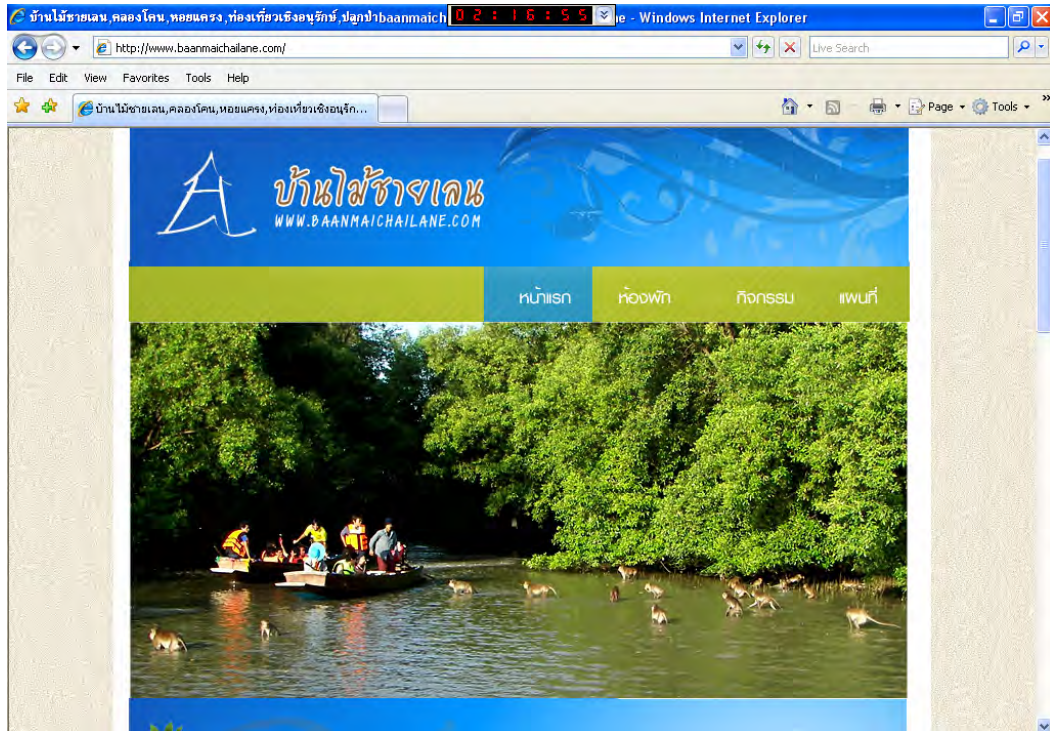 บ้านไม้ชายเลน,คลองโคน,หอยแครง,ท่องเที่ยวเชิงอนุรักษ์,ปลูกป่าbaanmaich 02:16:55 ne - Windows Internet Explorer
http://www.baanmaichailane.com/ Live Search
File Edit View Favorites Tools Help
บ้านไม้ชายเลน,คลองโคน,หอยแครง,ท่องเที่ยวเชิงอนุรัก... Page Tools
บ้านไม้ชายเลน
WWW.BAANMAICHAILANE.COM
หน้าแรก ห้องพัก กิจกรรม แผนที่